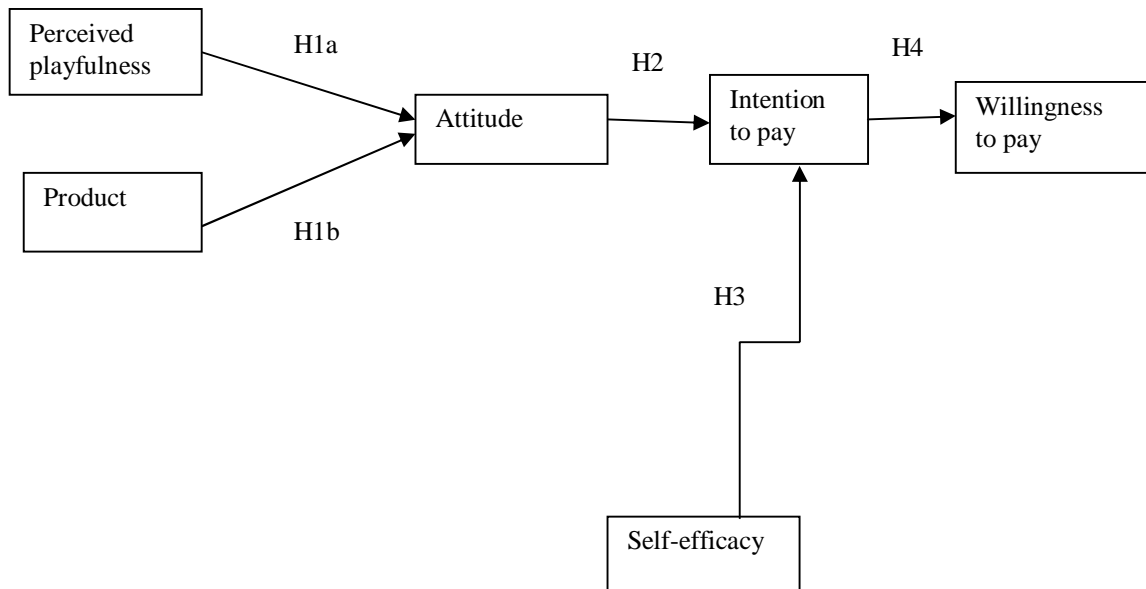 Perceived
playfulness
H1a
H2
H4
Attitude
Intention
to pay
Willingness
to pay
Product
H1b
H3
Self-efficacy